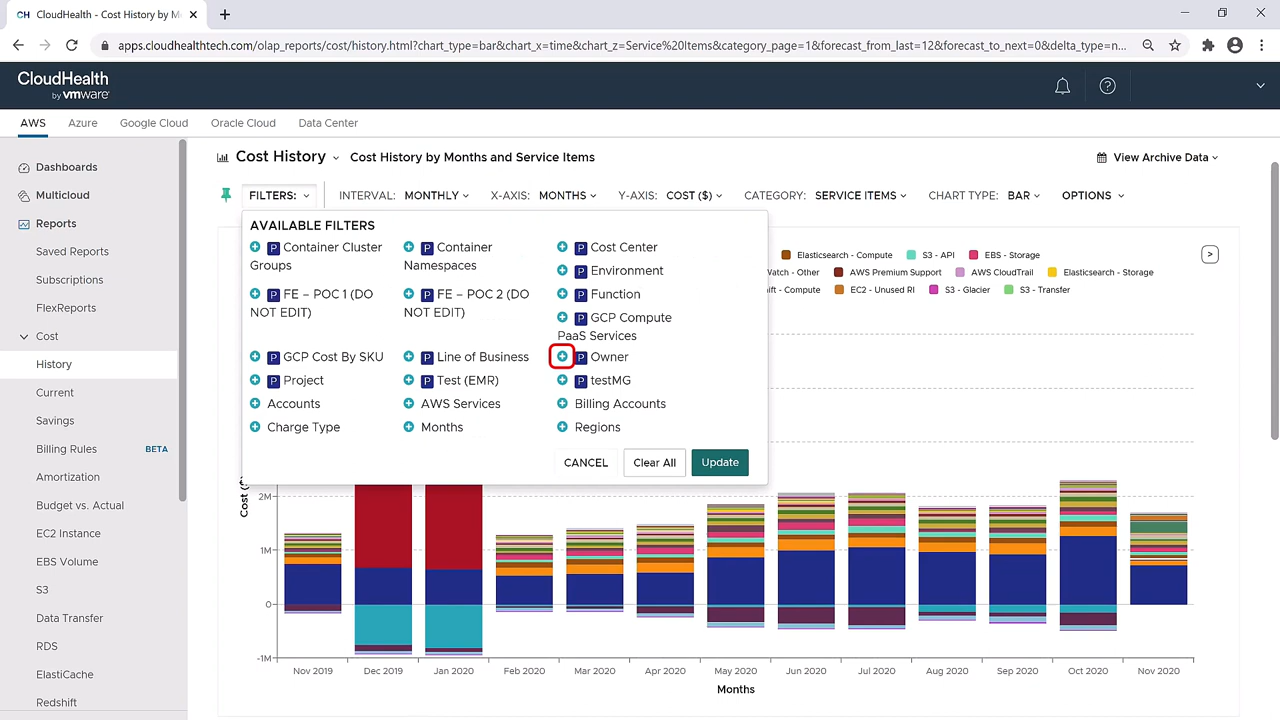 CH CloudHealth - Cost History by M
apps.cloudhealthtech.com/olap_reports/cost/history.html?chart_type=bar&chart_x=time&chart_z=Service%20Items&category_page=1&forecast_from_last=12&forecast_to_next=0&delta_type=n...
CloudHealth
by vmware
AWS Azure Google Cloud Oracle Cloud Data Center
Dashboards
Multicloud
Reports
Saved Reports
Subscriptions
FlexReports
Cost
History
Current
Savings
Billing Rules BETA
Amortization
Budget vs. Actual
EC2 Instance
EBS Volume
S3
Data Transfer
RDS
ElastiCache
Redshift
Cost History Cost History by Months and Service Items View Archive Data
FILTERS: INTERVAL: MONTHLY X-AXIS: MONTHS Y-AXIS: COST ($) CATEGORY: SERVICE ITEMS CHART TYPE: BAR OPTIONS
AVAILABLE FILTERS
P Container Cluster Groups
P Container Namespaces
P Cost Center
P Environment
P FE – POC 1 (DO NOT EDIT)
P FE – POC 2 (DO NOT EDIT)
P Function
P GCP Compute PaaS Services
P GCP Cost By SKU
P Line of Business
P Owner
P Project
P Test (EMR)
P testMG
Accounts
AWS Services
Billing Accounts
Charge Type
Months
Regions
CANCEL Clear All Update
Elasticsearch - Compute S3 - API EBS - Storage >
Watch - Other AWS Premium Support AWS CloudTrail Elasticsearch - Storage
ift - Compute EC2 - Unused RI S3 - Glacier S3 - Transfer
Cost ($
2M
1M
0
-1M
Nov 2019 Dec 2019 Jan 2020 Feb 2020 Mar 2020 Apr 2020 May 2020 Jun 2020 Jul 2020 Aug 2020 Sep 2020 Oct 2020 Nov 2020
Months